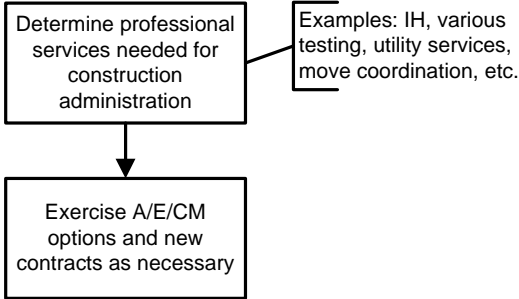 Determine professional
services needed for
construction
administration
Examples: IH, various
testing, utility services,
move coordination, etc.
Exercise A/E/CM
options and new
contracts as necessary